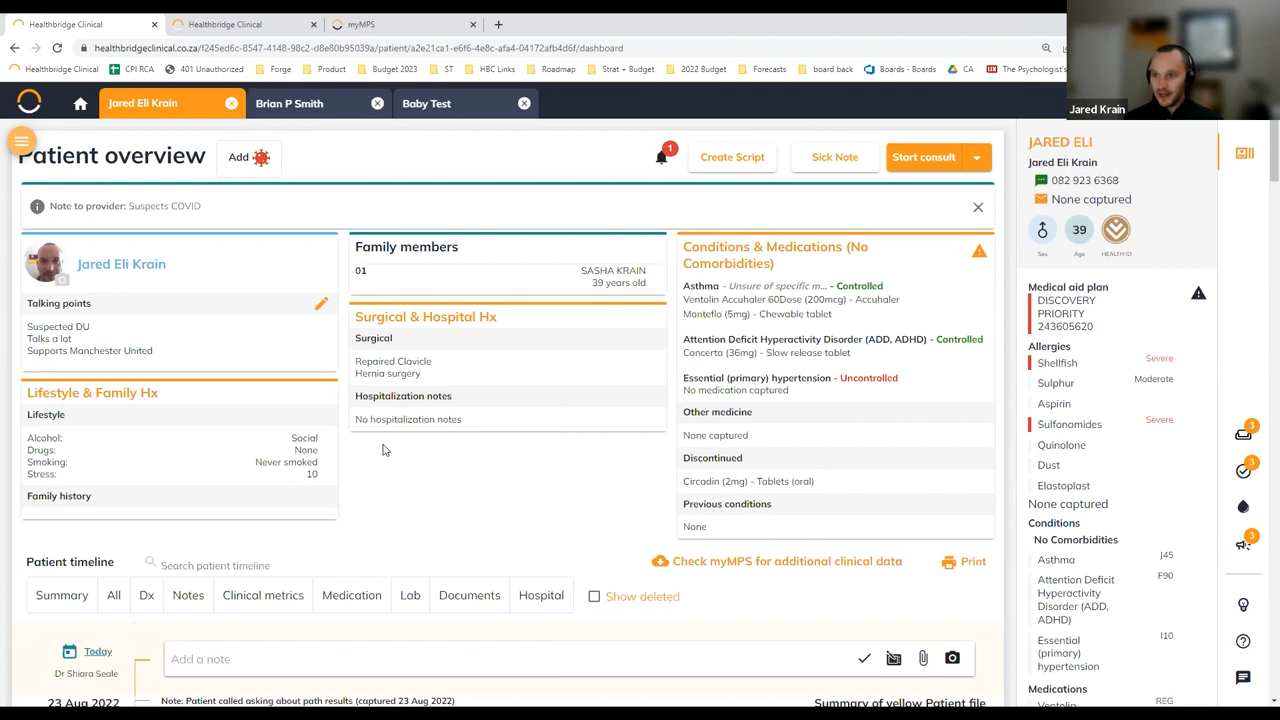 Healthbridge Clinical
Healthbridge Clinical
myMPS
healthbridgeclinical.co.za/f245ed6c-8547-4148-98c2-d8e80b95039a/patient/a2e21ca1-e6f6-4e8c-afa4-04172afb4d6f/dashboard
Healthbridge Clinical
CPI RCA
401 Unauthorized
Forge
Product
Budget 2023
ST
HBC Links
Roadmap
Strat + Budget
2022 Budget
Forecasts
board back
Boards - Boards
CA
The Psychologist's
Jared Krain
Jared Eli Krain
Brian P Smith
Baby Test
Patient overview
Add
1
Create Script
Sick Note
Start consult
Note to provider: Suspects COVID
Jared Eli Krain
Talking points
Suspected DU
Talks a lot
Supports Manchester United
Lifestyle & Family Hx
Lifestyle
Alcohol: Social
Drugs: None
Smoking: Never smoked
Stress: 10
Family history
Family members
01 SASHA KRAIN
39 years old
Surgical & Hospital Hx
Surgical
Repaired Clavicle
Hernia surgery
Hospitalization notes
No hospitalization notes
Conditions & Medications (No
Comorbidities)
Asthma - Unsure of specific m... - Controlled
Ventolin Accuhaler 60Dose (200mcg) - Accuhaler
Monteflo (5mg) - Chewable tablet
Attention Deficit Hyperactivity Disorder (ADD, ADHD) - Controlled
Concerta (36mg) - Slow release tablet
Essential (primary) hypertension - Uncontrolled
No medication captured
Other medicine
None captured
Discontinued
Circadin (2mg) - Tablets (oral)
Previous conditions
None
Patient timeline
Search patient timeline
Check myMPS for additional clinical data
Print
Summary
All
Dx
Notes
Clinical metrics
Medication
Lab
Documents
Hospital
Show deleted
Today
Dr Shiara Seale
Add a note
23 Aug 2022
Note: Patient called asking about path results (captured 23 Aug 2022)
Summary of yellow Patient file
JARED ELI
Jared Eli Krain
082 923 6368
None captured
39
Sex
Age
HEALTH ID
Medical aid plan
DISCOVERY
PRIORITY
243605620
Allergies
Shellfish Severe
Sulphur Moderate
Aspirin
Sulfonamides Severe
Quinolone
Dust
Elastoplast
None captured
Conditions
No Comorbidities
Asthma J45
Attention Deficit F90
Hyperactivity
Disorder (ADD,
ADHD)
Essential I10
(primary)
hypertension
Medications
Ventolin REG
3
3
3